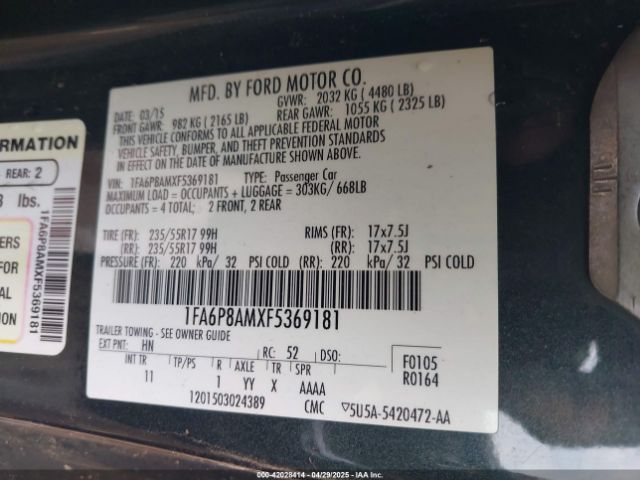 MFD. BY FORD MOTOR CO.
DATE: 03/15 GVWR: 2032 KG ( 4480 LB)
FRONT GAWR: 982 KG ( 2165 LB) REAR GAWR: 1055 KG ( 2325 LB)
THIS VEHICLE CONFORMS TO ALL APPLICABLE FEDERAL MOTOR
VEHICLE SAFETY, BUMPER, AND THEFT PREVENTION STANDARDS
IN EFFECT ON THE DATE OF MANUFACTURE SHOWN ABOVE.
VIN: 1FA6P8AMXF5369181 TYPE: Passenger Car
MAXIMUM LOAD = OCCUPANTS + LUGGAGE = 303KG/ 668LB
OCCUPANTS = 4 TOTAL; 2 FRONT, 2 REAR
TIRE (FR): 235/55R17 99H RIMS (FR): 17x7.5J
(RR): 235/55R17 99H (RR): 17x7.5J
PRESSURE (FR): 220 kPa/ 32 PSI COLD (RR): 220 kPa/ 32 PSI COLD
1FA6P8AMXF5369181
TRAILER TOWING - SEE OWNER GUIDE
EXT PNT: HN RC: 52 DSO: F0105
INT TR TP/PS R AXLE TR SPR R0164
11 1 YY X AAAA
1201503024389 CMC ▽5U5A-5420472-AA
FORMATION
REAR: 2
lbs.
1FA6P8AMXF5369181
FOR
AL
ION
#:000-42028414 - 04/29/2025 - IAAI.COM